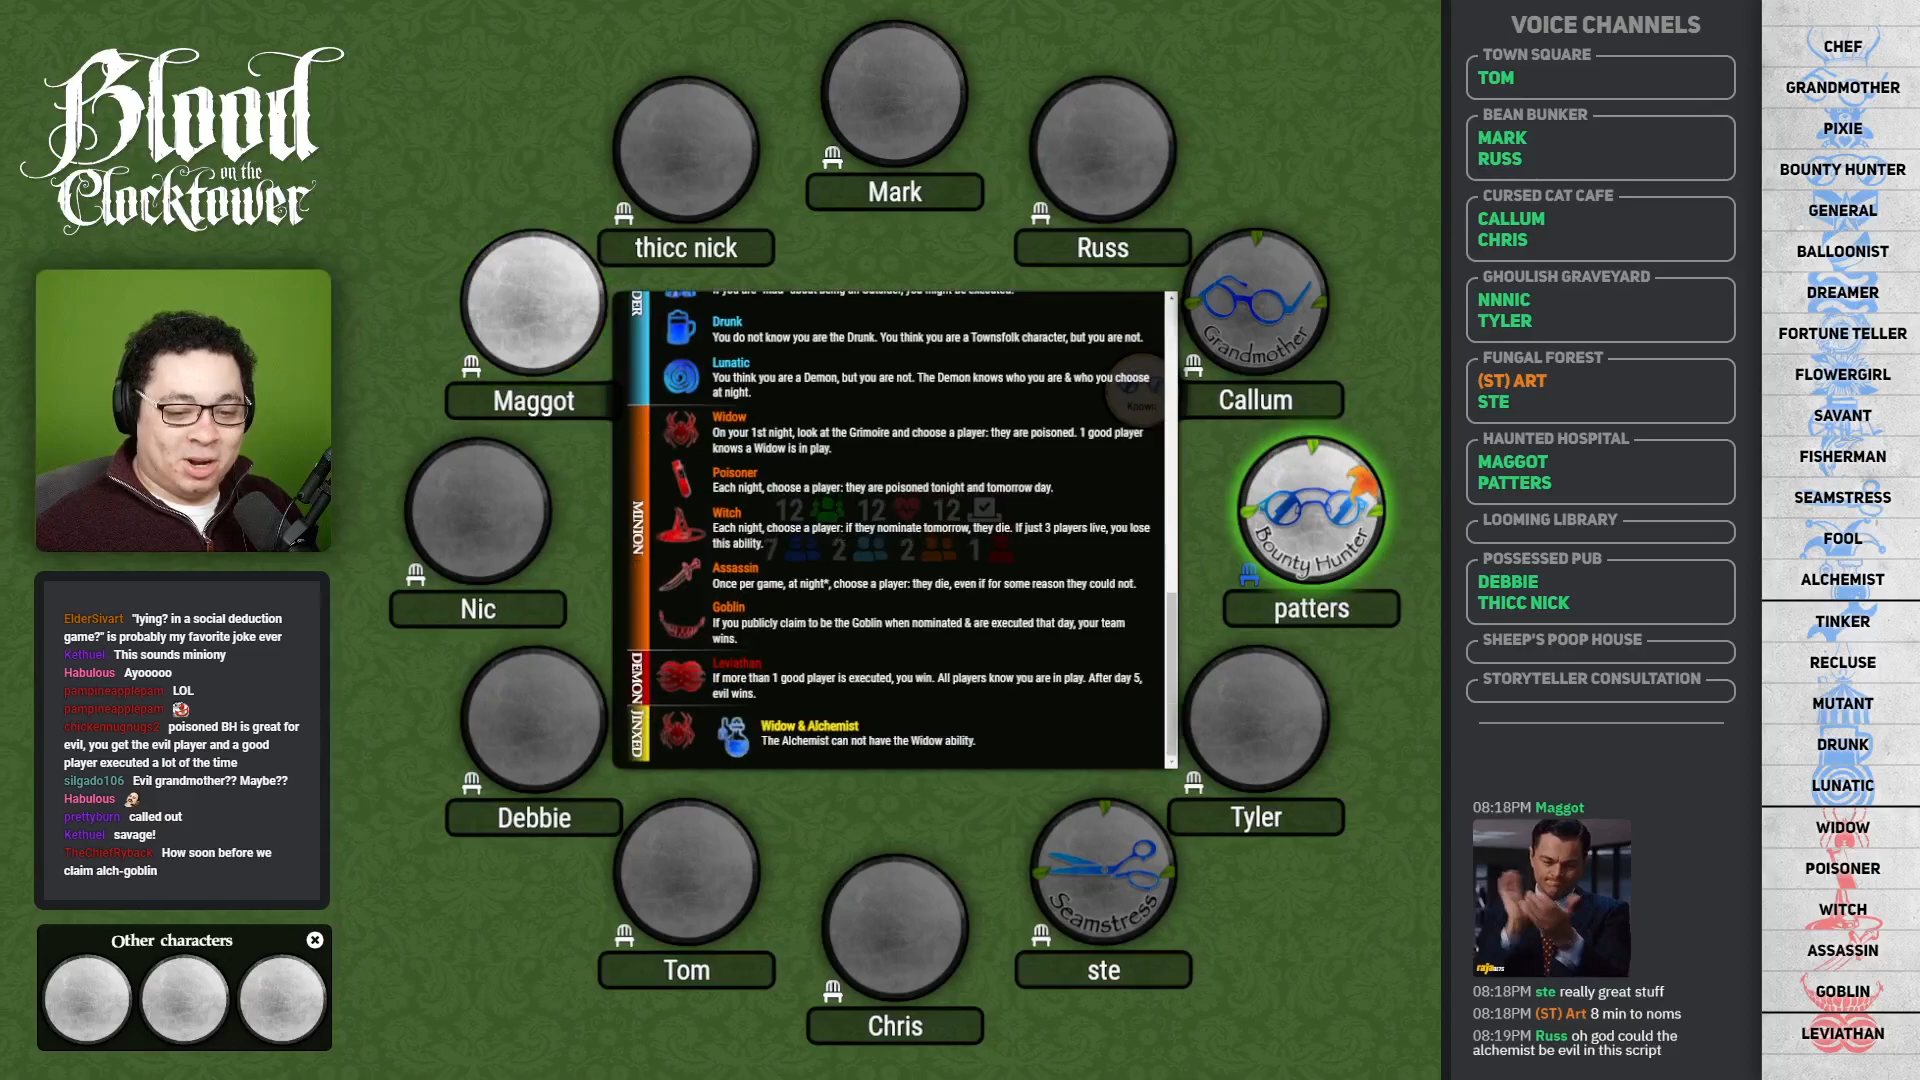 Blood
on the
Clocktower
Mark
thicc nick
Russ
Maggot
Grandmother
Callum
Bounty Hunter
patters
Nic
Debbie
Tyler
Tom
Seamstress
ste
Chris
DER
Drunk
You do not know you are the Drunk. You think you are a Townsfolk character, but you are not.
Lunatic
You think you are a Demon, but you are not. The Demon knows who you are & who you choose
at night.
Known
MINION
Widow
On your 1st night, look at the Grimoire and choose a player: they are poisoned. 1 good player
knows a Widow is in play.
Poisoner
Each night, choose a player: they are poisoned tonight and tomorrow day.
12 12 12
Witch
Each night, choose a player: if they nominate tomorrow, they die. If just 3 players live, you lose
this ability.
7 2 2 1
Assassin
Once per game, at night*, choose a player: they die, even if for some reason they could not.
Goblin
If you publicly claim to be the Goblin when nominated & are executed that day, your team
wins.
DEMON
Leviathan
If more than 1 good player is executed, you win. All players know you are in play. After day 5,
evil wins.
JINXED
Widow & Alchemist
The Alchemist can not have the Widow ability.
ElderSivart "lying? in a social deduction
game?" is probably my favorite joke ever
Kethuel This sounds miniony
Habulous Ayooooo
pampineapplepam LOL
pampineapplepam
chickennugnugs2 poisoned BH is great for
evil, you get the evil player and a good
player executed a lot of the time
silgado106 Evil grandmother?? Maybe??
Habulous
prettyburn called out
Kethuel savage!
TheChiefRyback How soon before we
claim alch-goblin
Other characters
VOICE CHANNELS
TOWN SQUARE
TOM
BEAN BUNKER
MARK
RUSS
CURSED CAT CAFE
CALLUM
CHRIS
GHOULISH GRAVEYARD
NNNIC
TYLER
FUNGAL FOREST
(ST) ART
STE
HAUNTED HOSPITAL
MAGGOT
PATTERS
LOOMING LIBRARY
POSSESSED PUB
DEBBIE
THICC NICK
SHEEP'S POOP HOUSE
STORYTELLER CONSULTATION
08:18PM Maggot
08:18PM ste really great stuff
08:18PM (ST) Art 8 min to noms
08:19PM Russ oh god could the
alchemist be evil in this script
CHEF
GRANDMOTHER
PIXIE
BOUNTY HUNTER
GENERAL
BALLOONIST
DREAMER
FORTUNE TELLER
FLOWERGIRL
SAVANT
FISHERMAN
SEAMSTRESS
FOOL
ALCHEMIST
TINKER
RECLUSE
MUTANT
DRUNK
LUNATIC
WIDOW
POISONER
WITCH
ASSASSIN
GOBLIN
LEVIATHAN